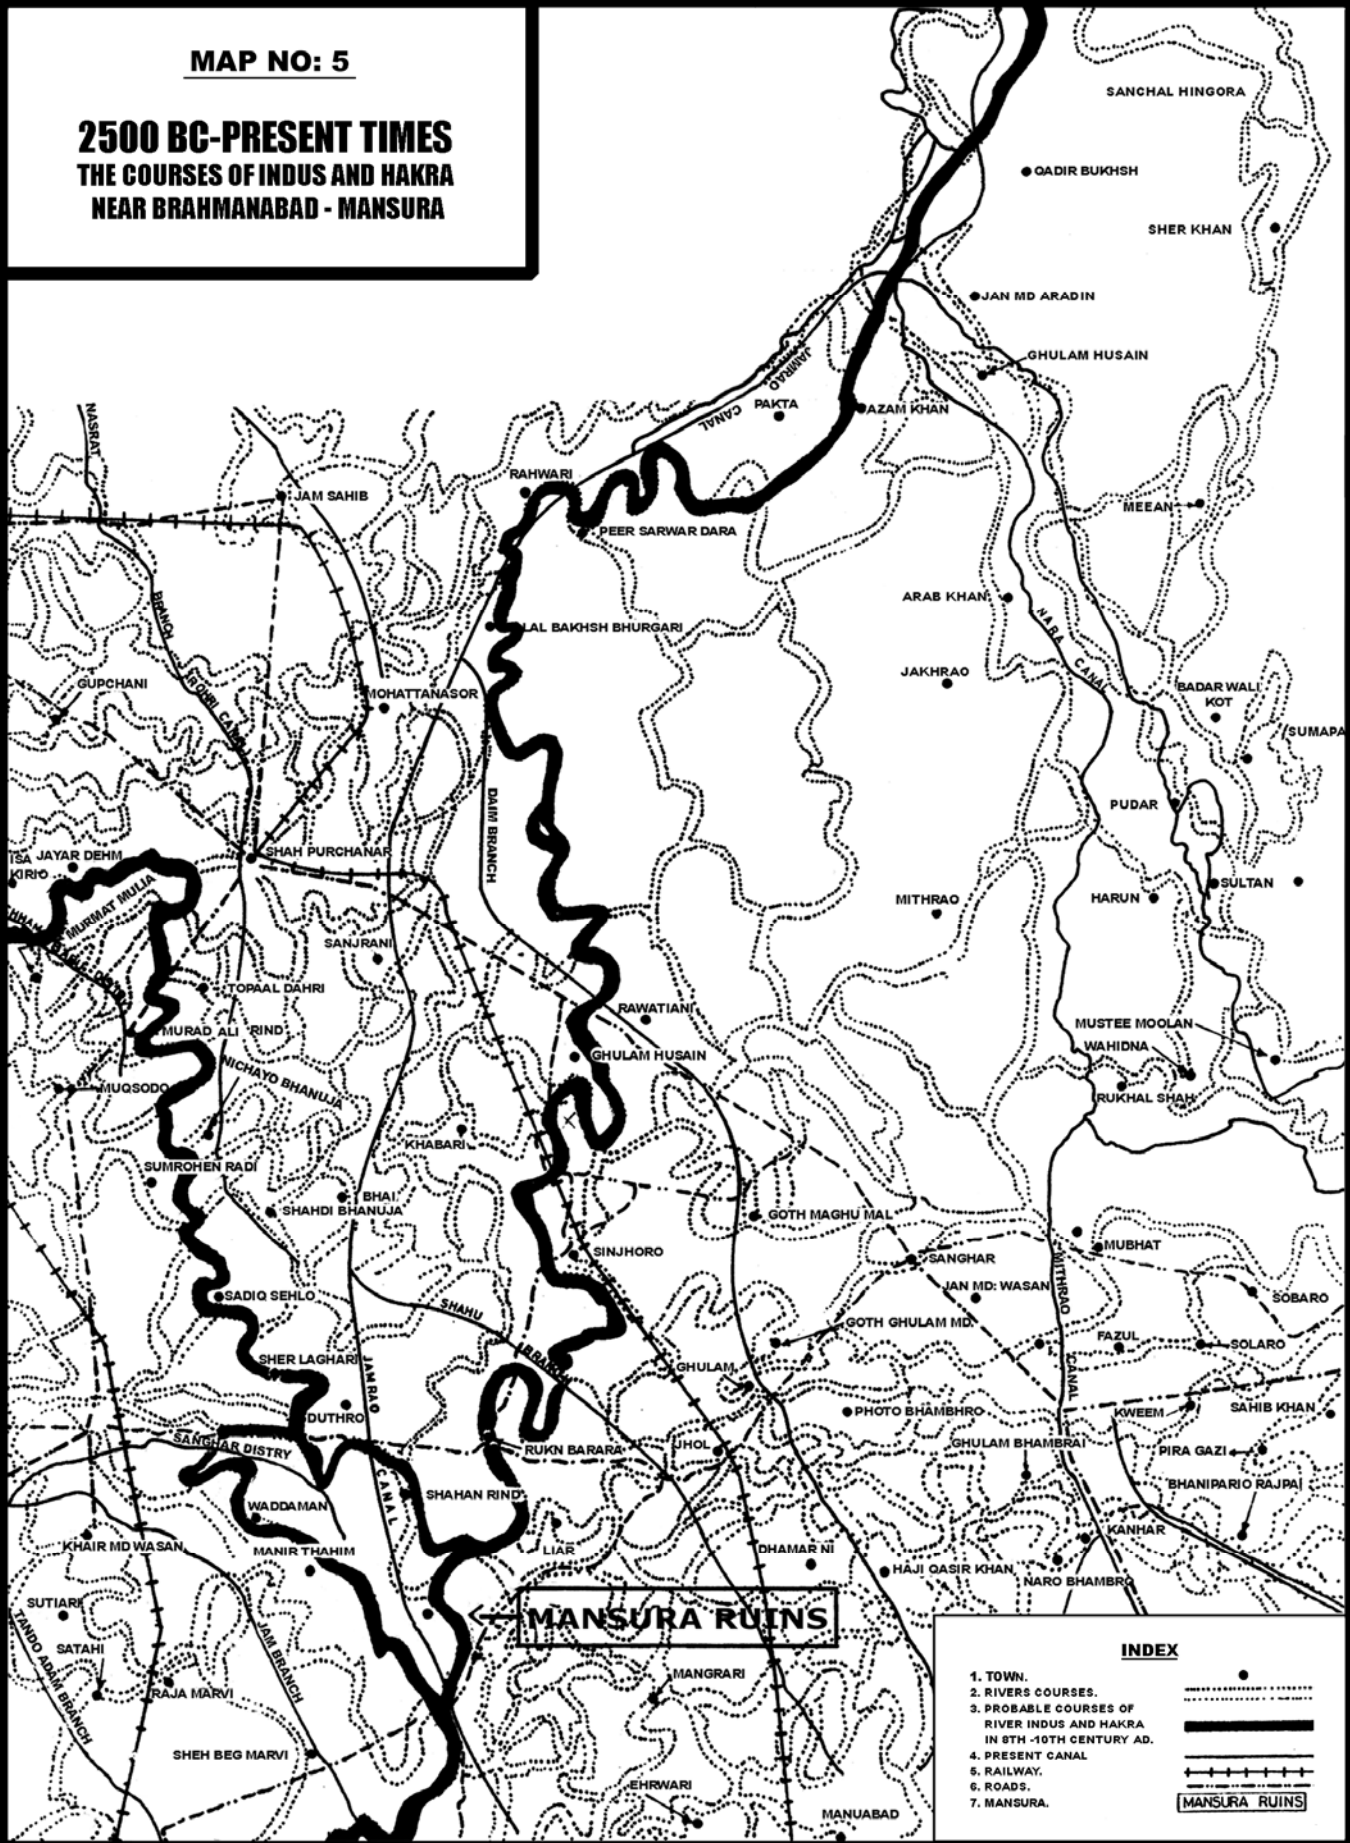 MAP NO: 5
2500 BC-PRESENT TIMES
THE COURSES OF INDUS AND HAKRA
NEAR BRAHMANABAD - MANSURA
SANCHAL HINGORA
QADIR BUKHSH
SHER KHAN
JAN MD ARADIN
GHULAM HUSAIN
JAMRAO
CANAL
PAKTA
AZAM KHAN
NASRAT
RAHWARI
JAM SAHIB
MEEAN
PEER SARWAR DARA
BRANCH
ARAB KHAN
NARA
CANAL
LAL BAKHSH BHURGARI
JAKHRAO
GUPCHANI
MOHATTANASOR
BADAR WALI
KOT
SUMAPA
DAIM BRANCH
PUDAR
ISA
JAYAR DEHM
KIRIO
SHAH PURCHANAR
SULTAN
MURMAT MULIA
MITHRAO
HARUN
SANJRANI
TOPAAL DAHRI
RAWATIANI
MURAD ALI RIND
MUSTEE MOOLAN
WAHIDNA
GHULAM HUSAIN
NICHAYO BHANUJA
MUQSODO
RUKHAL SHAH
KHABARI
SUMROHEN RADI
BHAI
SHAHDI BHANUJA
GOTH MAGHU MAL
SINJHORO
SANGHAR
MUBHAT
MITHRAO
CANAL
JAN MD. WASAN
SADIQ SEHLO
SHAHU
BRANCH
SOBARO
GOTH GHULAM MD.
FAZUL
SOLARO
SHER LAGHARI
JAMRAO
CANAL
GHULAM
DUTHRO
PHOTO BHAMBHRO
KWEEM
SAHIB KHAN
SANGHAR DISTRY
RUKN BARARA
JHOL
GHULAM BHAMBRAI
PIRA GAZI
BHANIPARIO RAJPAI
SHAHAN RIND
WADDAMAN
KHAIR MD WASAN
MANIR THAHIM
LIAR
DHAMAR NI
KANHAR
HAJI QASIR KHAN
NARO BHAMBRO
SUTIARI
MANSURA RUINS
SATAHI
TANDO ADAM BRANCH
JAM BRANCH
RAJA MARVI
MANGRARI
SHEH BEG MARVI
EHRWARI
MANUABAD
INDEX
1. TOWN.
2. RIVERS COURSES.
3. PROBABLE COURSES OF
RIVER INDUS AND HAKRA
IN 8TH -10TH CENTURY AD.
4. PRESENT CANAL
5. RAILWAY.
6. ROADS.
7. MANSURA.
MANSURA RUINS